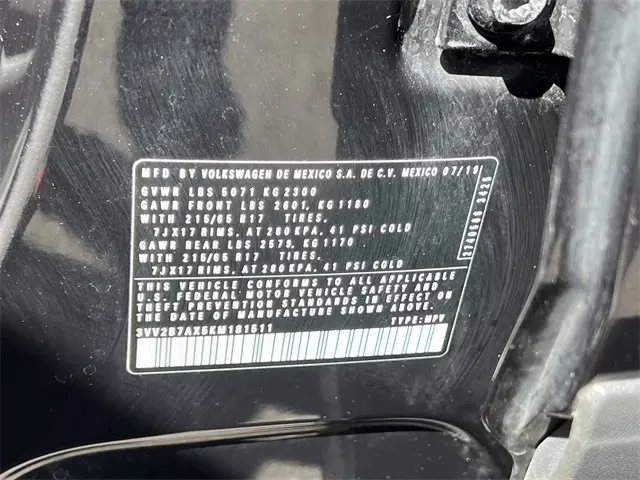 MFD BY VOLKSWAGEN DE MEXICO S.A. DE C.V. MEXICO 07/19
GVWR LBS 5071 KG 2300
GAWR FRONT LBS 2001, KG 1180
WITH 215/65 R17 TIRES,
7JX17 RIMS, AT 280 KPA, 41 PSI COLD
GAWR REAR LBS 2579, KG 1170
WITH 215/65 R17 TIRES.
7JX17 RIMS, AT 280 KPA, 41 PSI COLD
THIS VEHICLE CONFORMS TO ALL APPLICABLE
U.S. FEDERAL MOTOR VEHICLE SAFETY AND
THEFT PREVENTION STANDARDS IN EFFECT ON
THE DATE OF MANUFACTURE SHOWN ABOVE.
3VV2B7AX5KM181511 TYPE: MPV